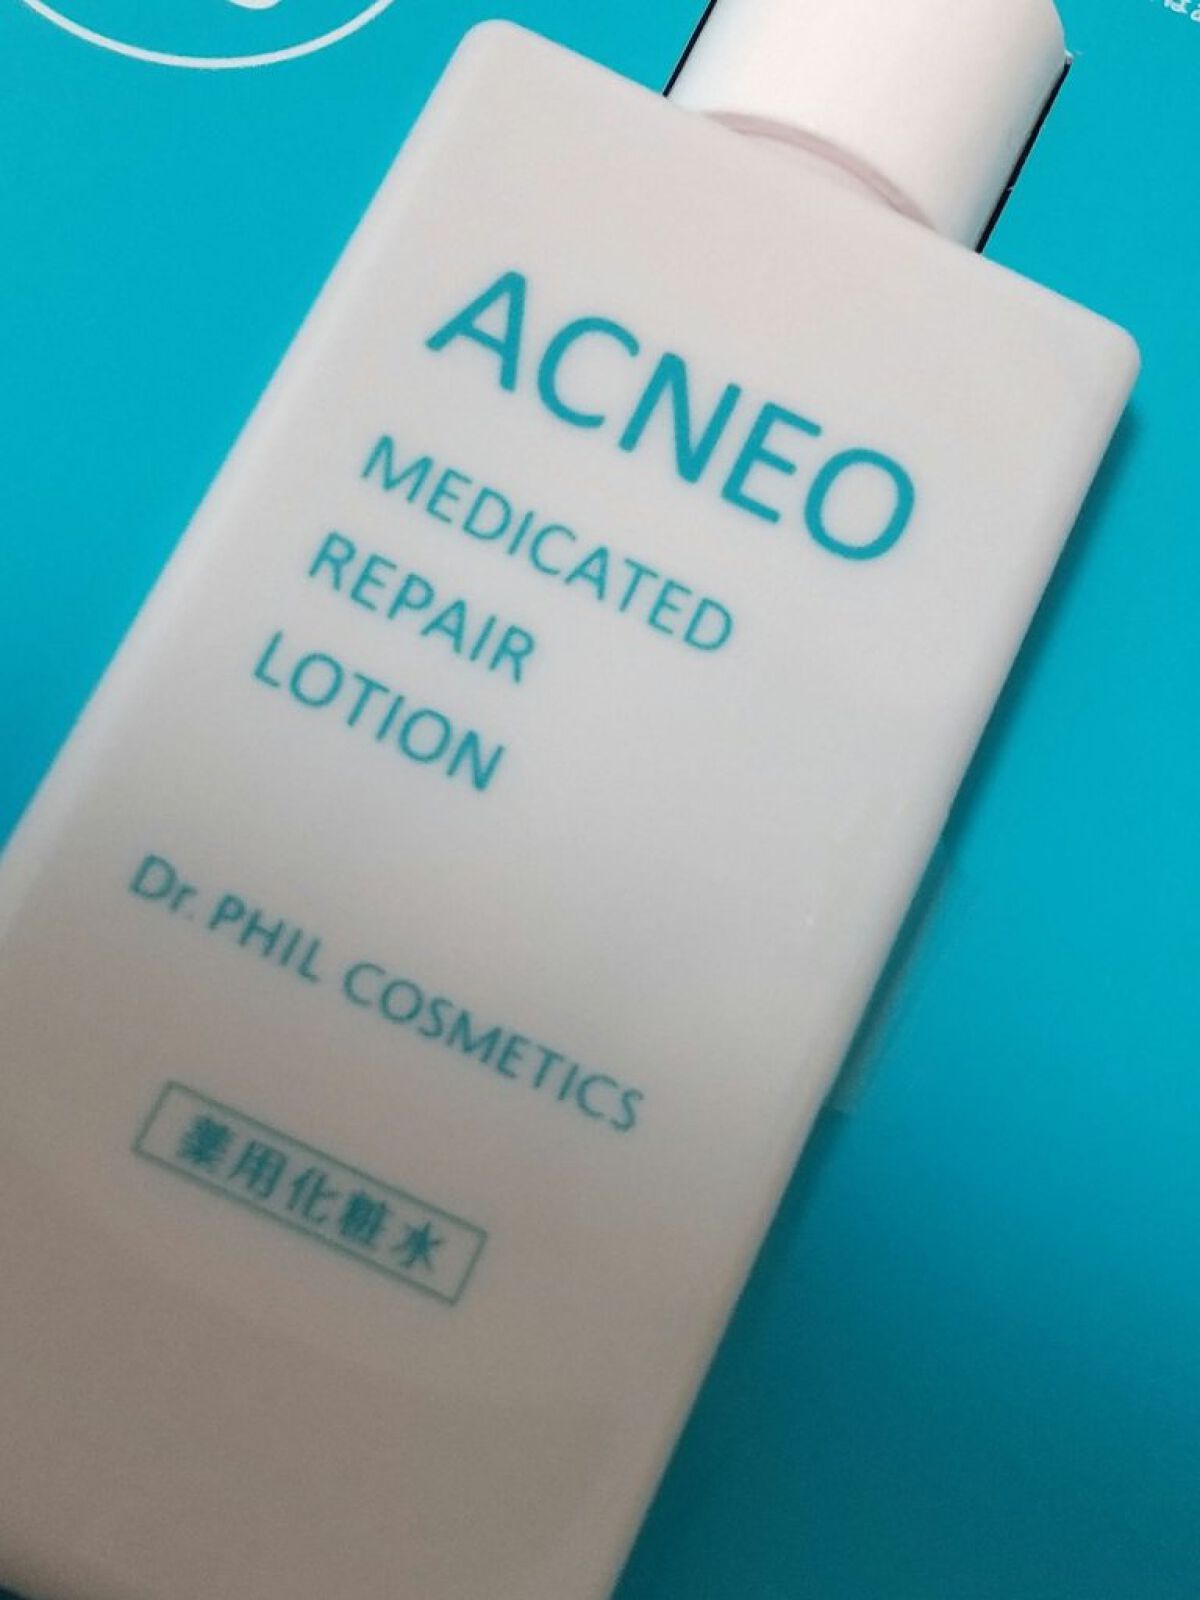 ACNEO
MEDICATED
REPAIR
LOTION
Dr. PHIL COSMETICS
薬用化粧水